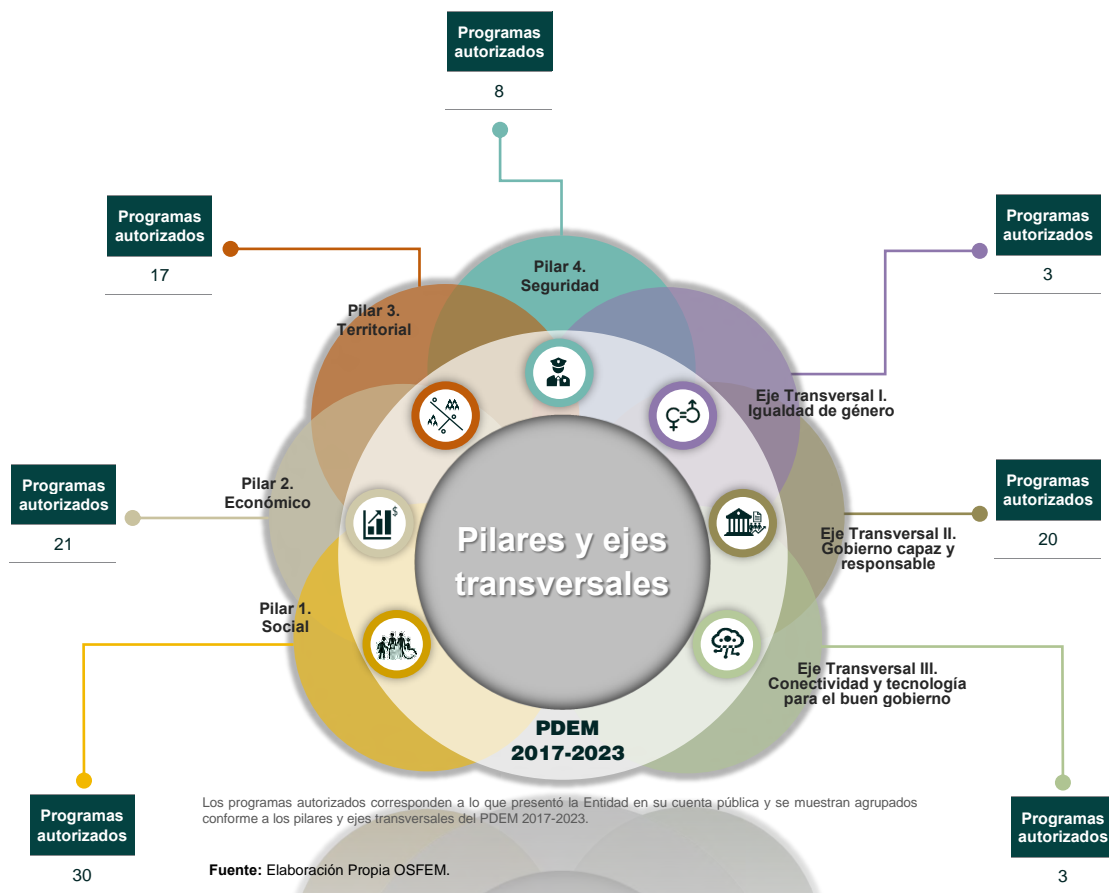 Programas
autorizados
8
Programas
autorizados
17
Programas
autorizados
3
Pilar 4.
Seguridad
Pilar 3.
Territorial
Eje Transversal I.
Igualdad de género
Programas
autorizados
21
Pilar 2.
Económico
$
Pilares y ejes
transversales
Eje Transversal II.
Gobierno capaz y
responsable
Programas
autorizados
20
Pilar 1.
Social
Eje Transversal III.
Conectividad y tecnología
para el buen gobierno
PDEM
2017-2023
Programas
autorizados
30
Los programas autorizados corresponden a lo que presentó la Entidad en su cuenta pública y se muestran agrupados
conforme a los pilares y ejes transversales del PDEM 2017-2023.
Programas
autorizados
3
Fuente: Elaboración Propia OSFEM.